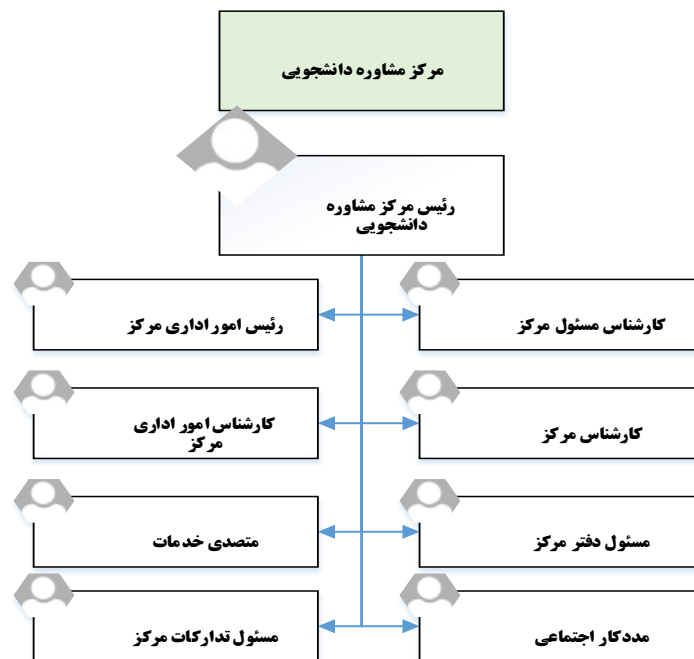 مرکز مشاوره دانشجویی
رئیس مرکز مشاوره
دانشجویی
کارشناس مسئول مرکز
رئیس امور اداری مرکز
کارشناس مرکز
کارشناس امور اداری
مرکز
مسئول دفتر مرکز
متصدی خدمات
مددکار اجتماعی
مسئول تدارکات مرکز